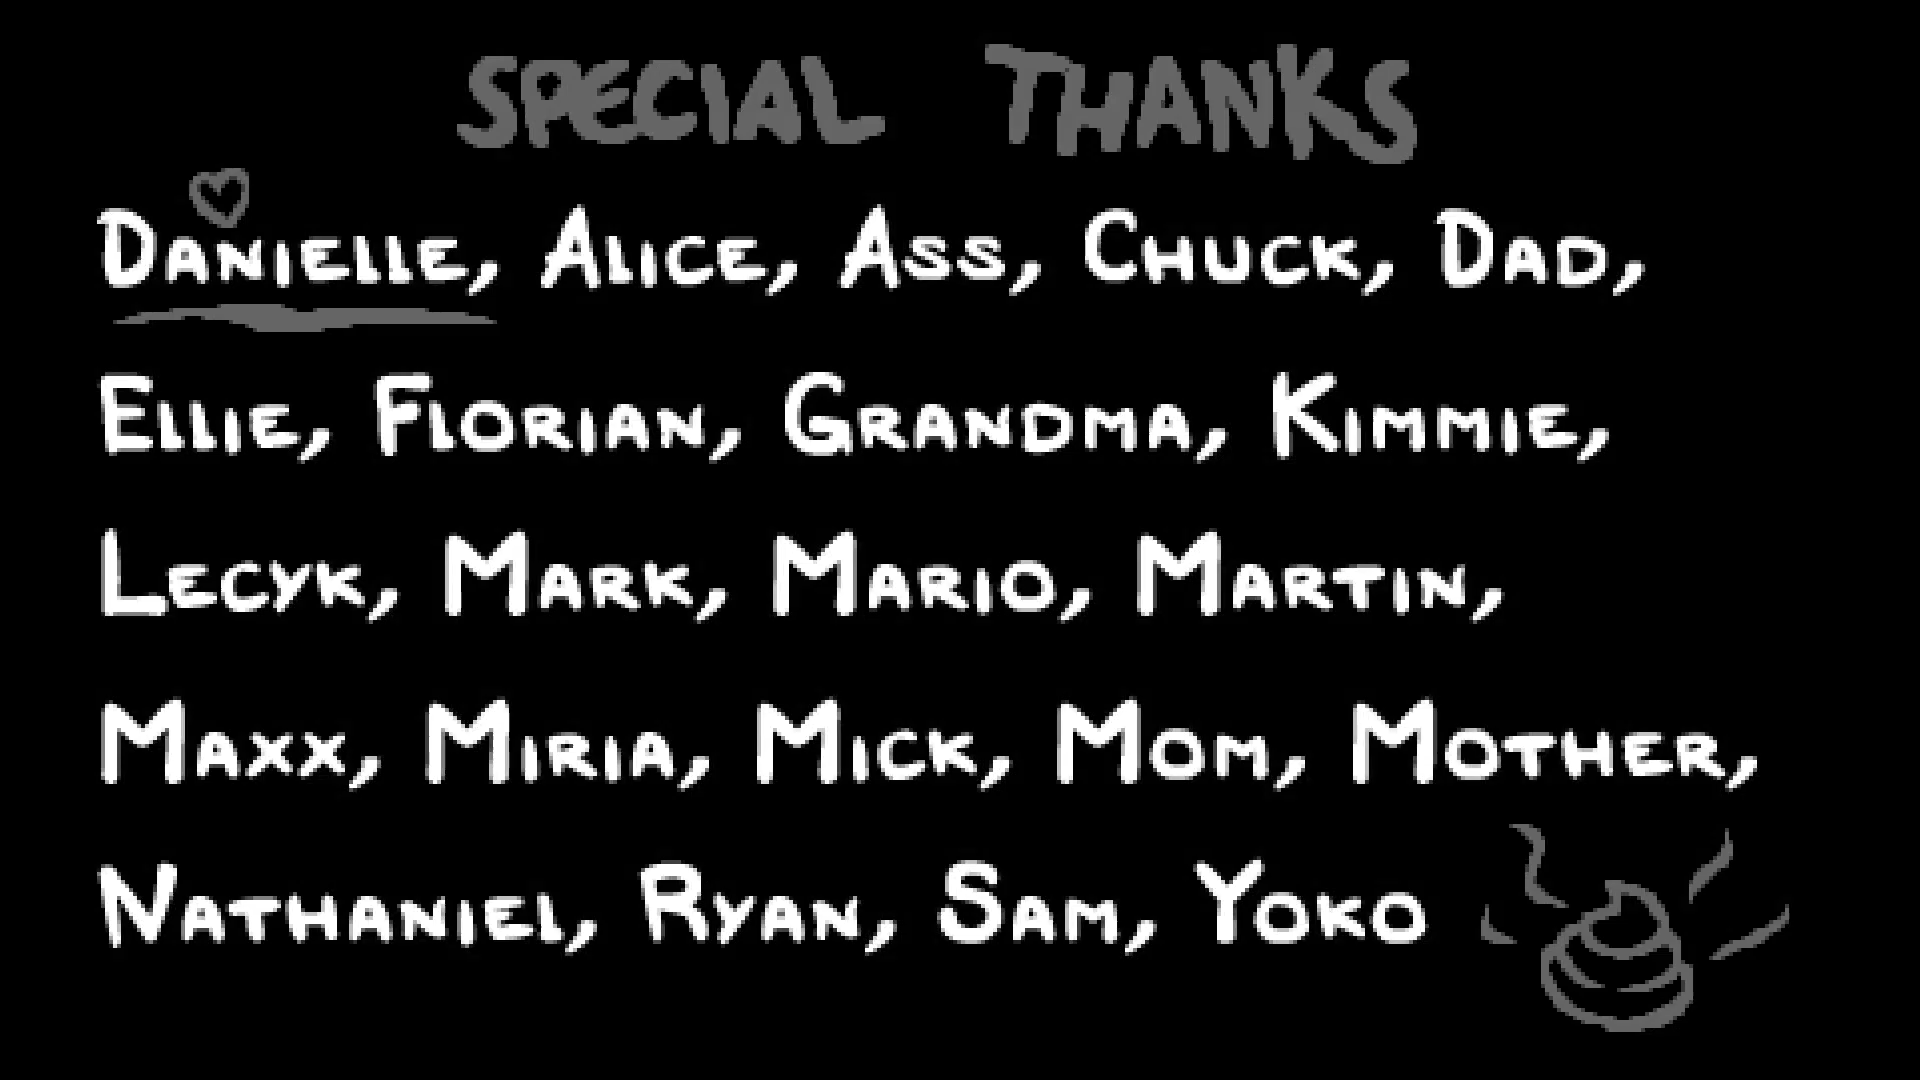 SPECIAL THANKS
DANIELLE, ALICE, ASS, CHUCK, DAD,
ELLIE, FLORIAN, GRANDMA, KIMMIE,
LECYK, MARK, MARIO, MARTIN,
MAXX, MIRIA, MICK, MOM, MOTHER,
NATHANIEL, RYAN, SAM, YOKO